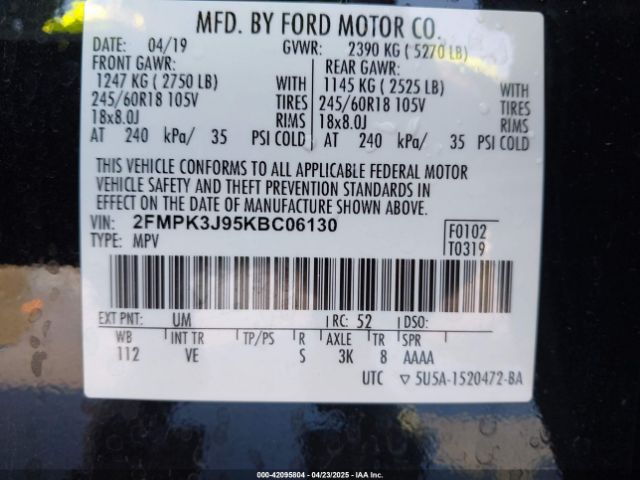 MFD. BY FORD MOTOR CO.
DATE: 04/19 GVWR: 2390 KG ( 5270 LB)
FRONT GAWR: REAR GAWR:
1247 KG ( 2750 LB) WITH 1145 KG ( 2525 LB) WITH
245/60R18 105V TIRES 245/60R18 105V TIRES
18x8.0J RIMS 18x8.0J RIMS
AT 240 kPa/ 35 PSI COLD AT 240 kPa/ 35 PSI COLD
THIS VEHICLE CONFORMS TO ALL APPLICABLE FEDERAL MOTOR
VEHICLE SAFETY AND THEFT PREVENTION STANDARDS IN
EFFECT ON THE DATE OF MANUFACTURE SHOWN ABOVE.
VIN: 2FMPK3J95KBC06130 F0102
TYPE: MPV T0319
EXT PNT: UM RC: 52 DSO:
WB INT TR TP/PS R AXLE TR SPR
112 VE S 3K 8 AAAA
UTC ▽ 5U5A-1520472-BA
www.copyright 42095804 | 04/23/2025 | IAA Inc.